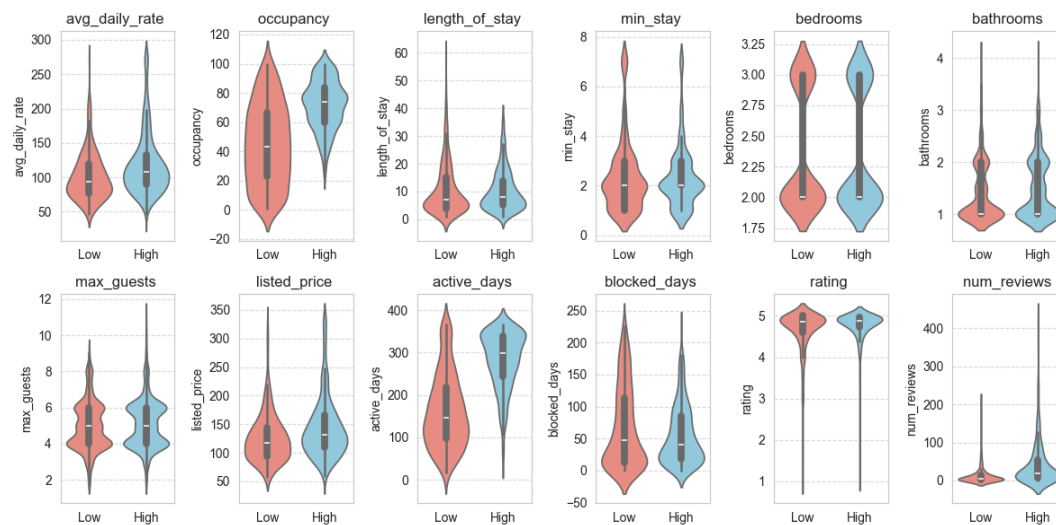 avg_daily_rate
occupancy
length_of_stay
min_stay
bedrooms
bathrooms
avg_daily_rate
300
250
200
150
100
50
Low High
occupancy
120
100
80
60
40
20
0
−20
Low High
length_of_stay
60
50
40
30
20
10
0
Low High
min_stay
8
6
4
2
0
Low High
bedrooms
3.25
3.00
2.75
2.50
2.25
2.00
1.75
Low High
bathrooms
4
3
2
1
Low High
max_guests
listed_price
active_days
blocked_days
rating
num_reviews
max_guests
12
10
8
6
4
2
Low High
listed_price
350
300
250
200
150
100
50
Low High
active_days
400
300
200
100
0
Low High
blocked_days
250
200
150
100
50
0
−50
Low High
rating
5
4
3
2
1
Low High
num_reviews
400
300
200
100
0
Low High